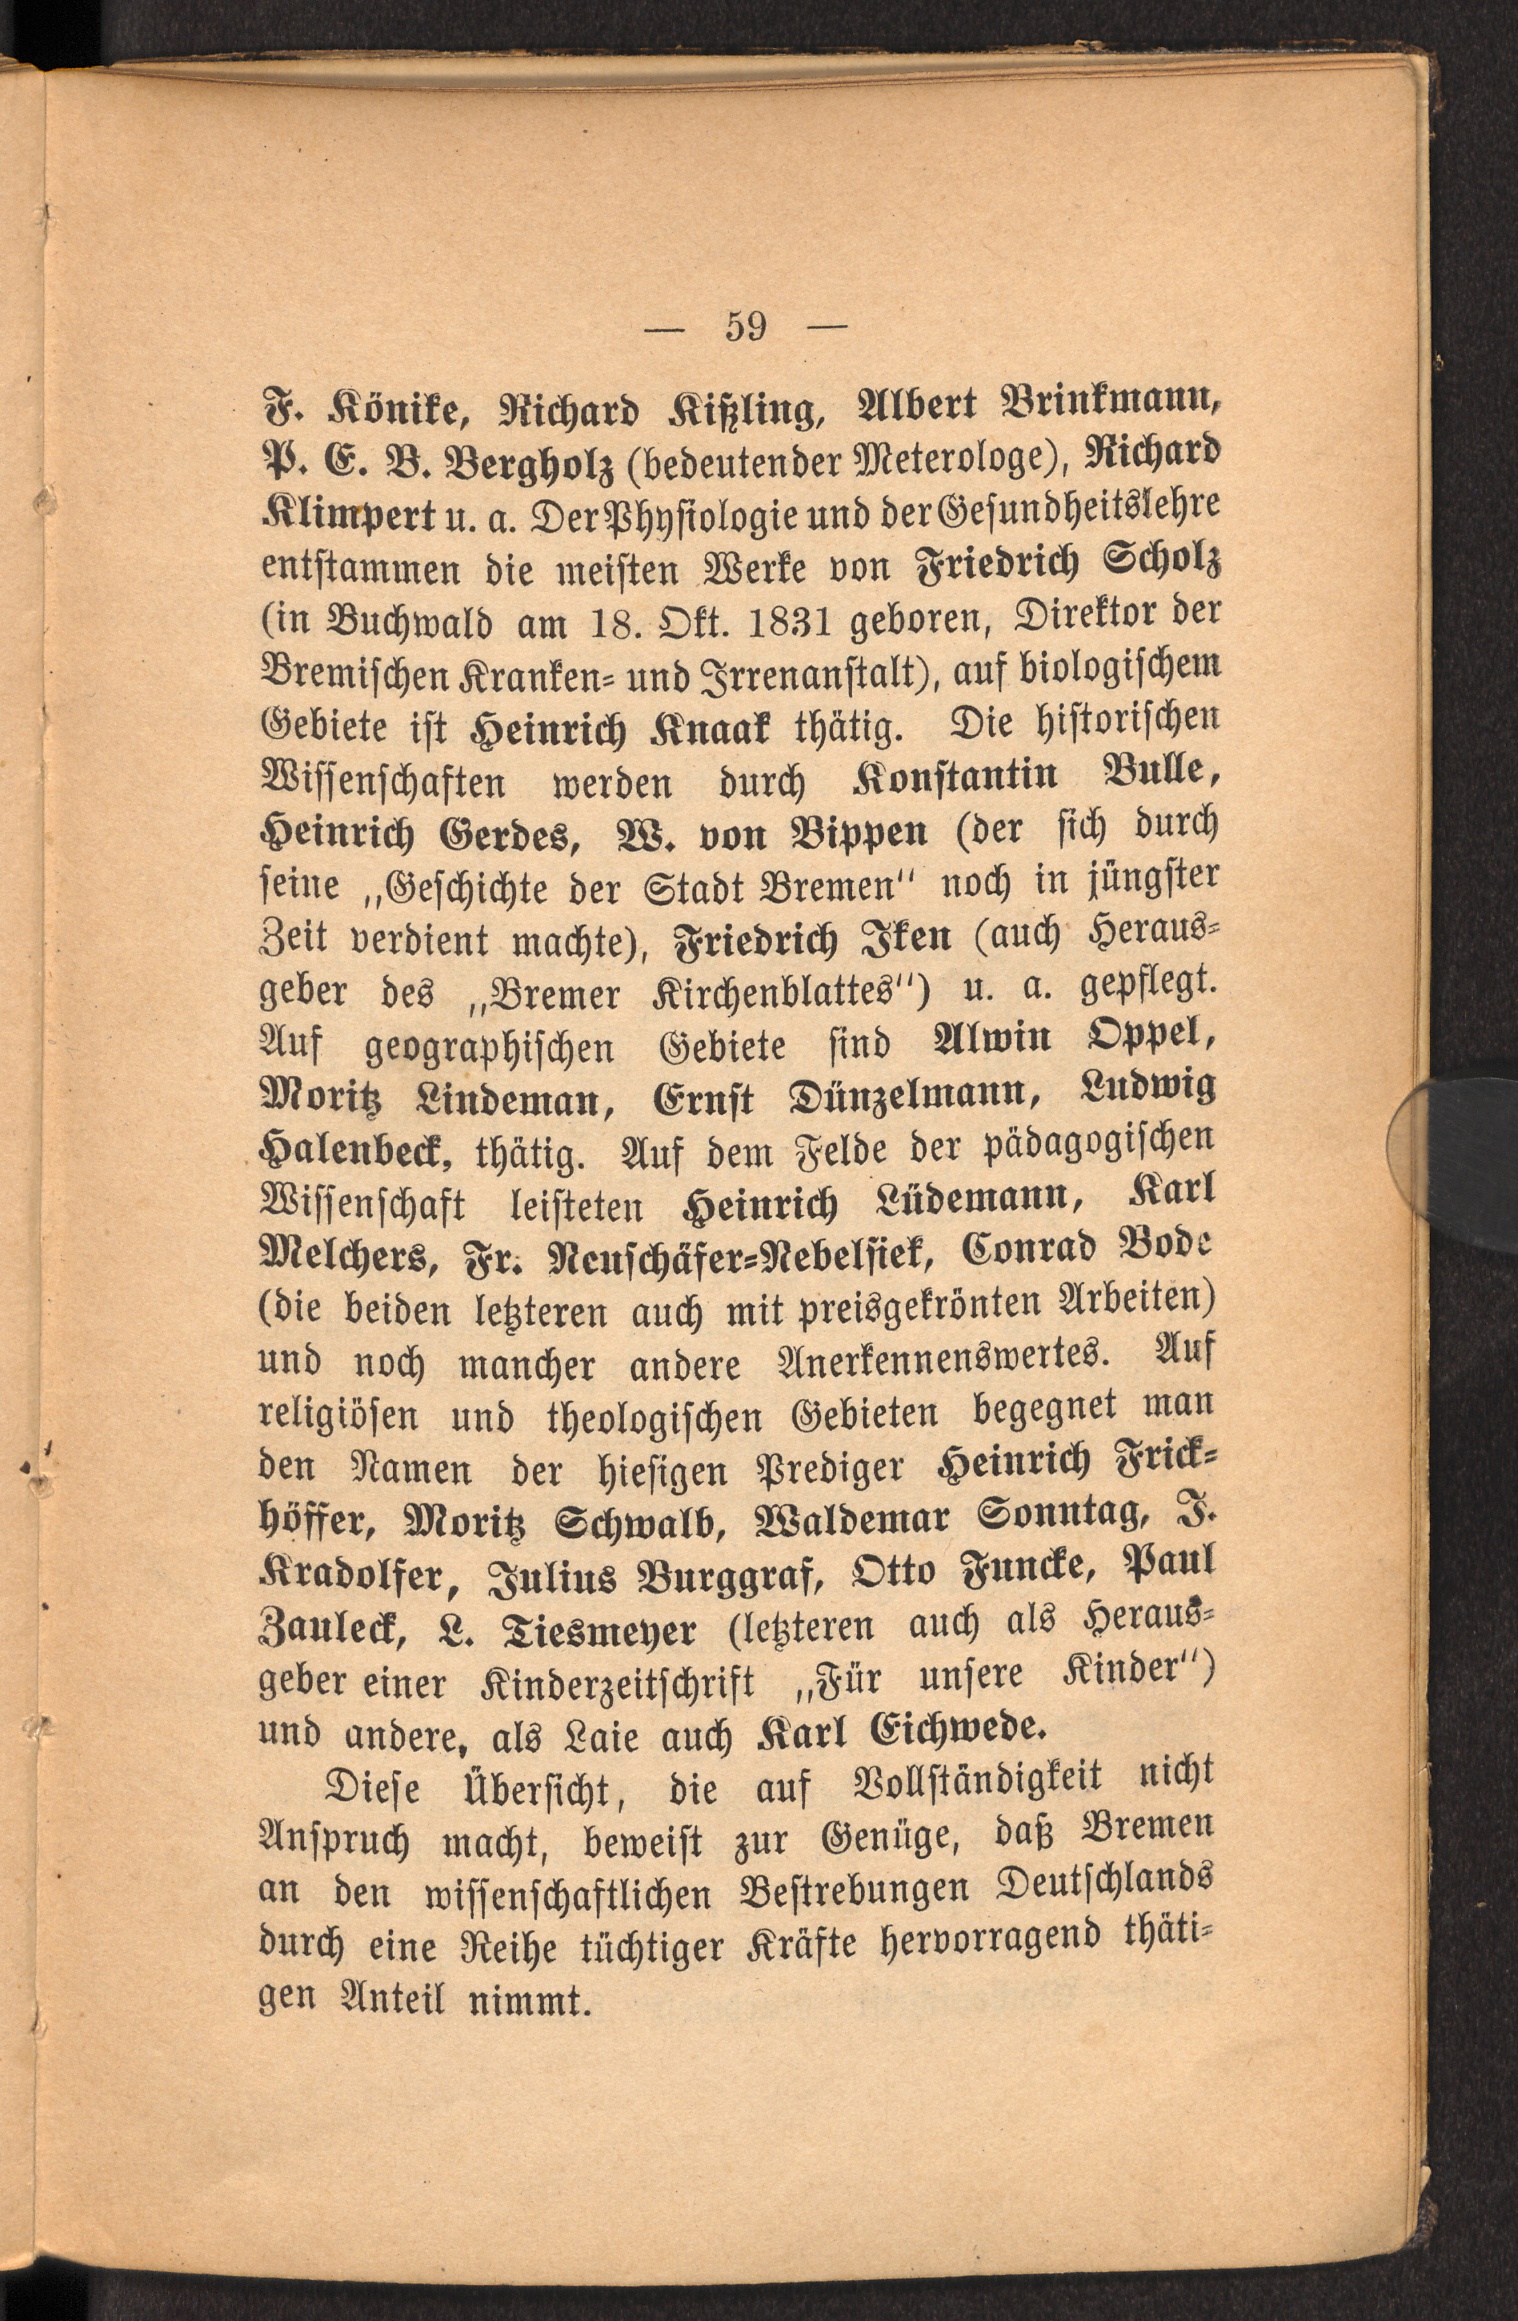 — 59 —
F. Könike, Richard Kißling, Albert Brinkmann,
P. E. B. Bergholz (bedeutender Meterologe), Richard
Klimpert u. a. Der Physiologie und der Gesundheitslehre
entstammen die meisten Werke von Friedrich Scholz
(in Buchwald am 18. Okt. 1831 geboren, Direktor der
Bremischen Kranken- und Irrenanstalt), auf biologischem
Gebiete ist Heinrich Knaak thätig. Die historischen
Wissenschaften werden durch Konstantin Bulle,
Heinrich Gerdes, W. von Bippen (der sich durch
seine „Geschichte der Stadt Bremen“ noch in jüngster
Zeit verdient machte), Friedrich Iken (auch Heraus-
geber des „Bremer Kirchenblattes“) u. a. gepflegt.
Auf geographischen Gebiete sind Alwin Oppel,
Moritz Lindeman, Ernst Dünzelmann, Ludwig
Halenbeck, thätig. Auf dem Felde der pädagogischen
Wissenschaft leisteten Heinrich Lüdemann, Karl
Melchers, Fr. Neuschäfer-Nebelsiek, Conrad Bode
(die beiden letzteren auch mit preisgekrönten Arbeiten)
und noch mancher andere Anerkennenswertes. Auf
religiösen und theologischen Gebieten begegnet man
den Namen der hiesigen Prediger Heinrich Frick-
höffer, Moritz Schwalb, Waldemar Sonntag, J.
Kradolfer, Julius Burggraf, Otto Funcke, Paul
Zauleck, L. Tiesmeyer (letzteren auch als Heraus-
geber einer Kinderzeitschrift „Für unsere Kinder“)
und andere, als Laie auch Karl Eichwede.
Diese Übersicht, die auf Vollständigkeit nicht
Anspruch macht, beweist zur Genüge, daß Bremen
an den wissenschaftlichen Bestrebungen Deutschlands
durch eine Reihe tüchtiger Kräfte hervorragend thäti-
gen Anteil nimmt.